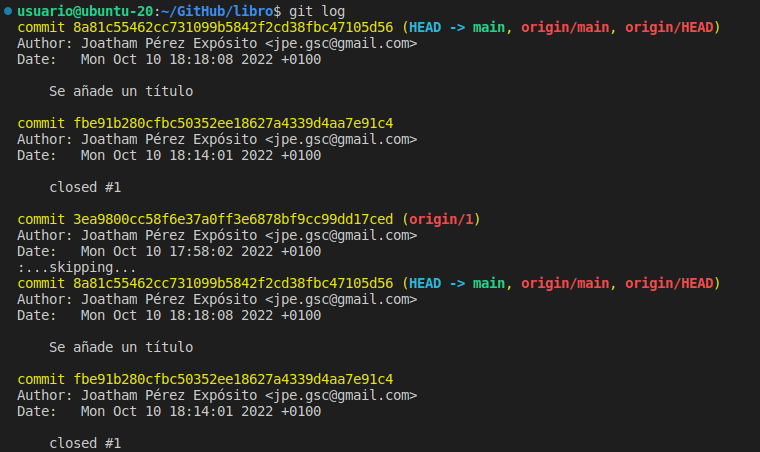 usuario@ubuntu-20:~/GitHub/libro$ git log
commit 8a81c55462cc731099b5842f2cd38fbc47105d56 (HEAD -> main, origin/main, origin/HEAD)
Author: Joatham Pérez Expósito <jpe.gsc@gmail.com>
Date:   Mon Oct 10 18:18:08 2022 +0100
    Se añade un título
commit fbe91b280cfbc50352ee18627a4339d4aa7e91c4
Author: Joatham Pérez Expósito <jpe.gsc@gmail.com>
Date:   Mon Oct 10 18:14:01 2022 +0100
    closed #1
commit 3ea9800cc58f6e37a0ff3e6878bf9cc99dd17ced (origin/1)
Author: Joatham Pérez Expósito <jpe.gsc@gmail.com>
Date:   Mon Oct 10 17:58:02 2022 +0100
:...skipping...
commit 8a81c55462cc731099b5842f2cd38fbc47105d56 (HEAD -> main, origin/main, origin/HEAD)
Author: Joatham Pérez Expósito <jpe.gsc@gmail.com>
Date:   Mon Oct 10 18:18:08 2022 +0100
    Se añade un título
commit fbe91b280cfbc50352ee18627a4339d4aa7e91c4
Author: Joatham Pérez Expósito <jpe.gsc@gmail.com>
Date:   Mon Oct 10 18:14:01 2022 +0100
    closed #1